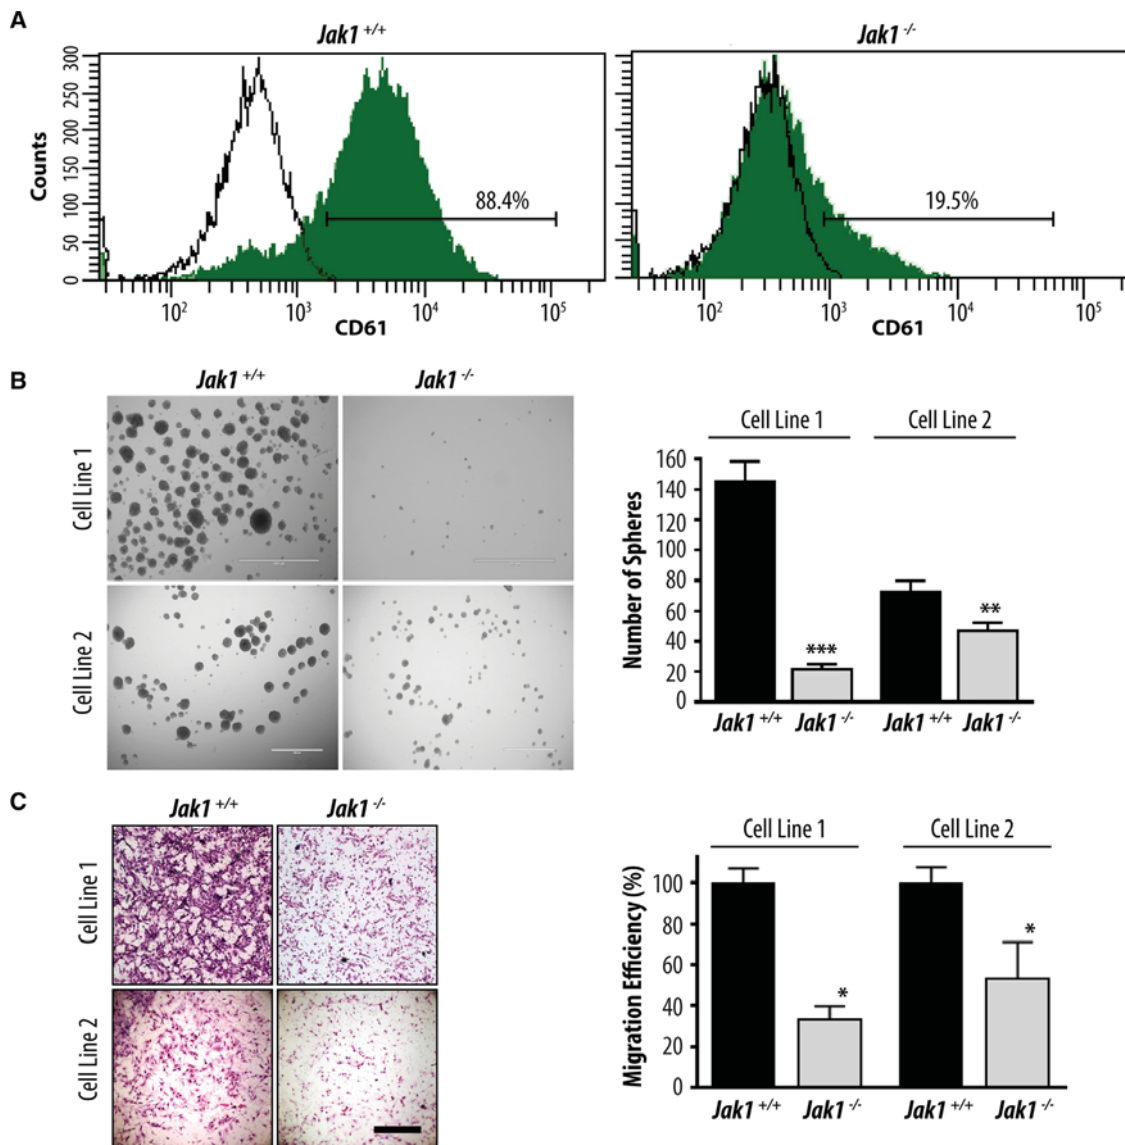 A
Jak1 +/+
Jak1 -/-
Counts
300
250
200
150
100
50
0
88.4%
19.5%
10² 10³ 10⁴ 10⁵
CD61
10² 10³ 10⁴ 10⁵
CD61
B
Jak1 +/+
Jak1 -/-
Cell Line 1
Cell Line 2
Cell Line 1
Cell Line 2
Number of Spheres
160
140
120
100
80
60
40
20
0
***
**
Jak1 +/+ Jak1 -/- Jak1 +/+ Jak1 -/-
C
Jak1 +/+
Jak1 -/-
Cell Line 1
Cell Line 2
Cell Line 1
Cell Line 2
Migration Efficiency (%)
100
80
60
40
20
0
*
*
Jak1 +/+ Jak1 -/- Jak1 +/+ Jak1 -/-